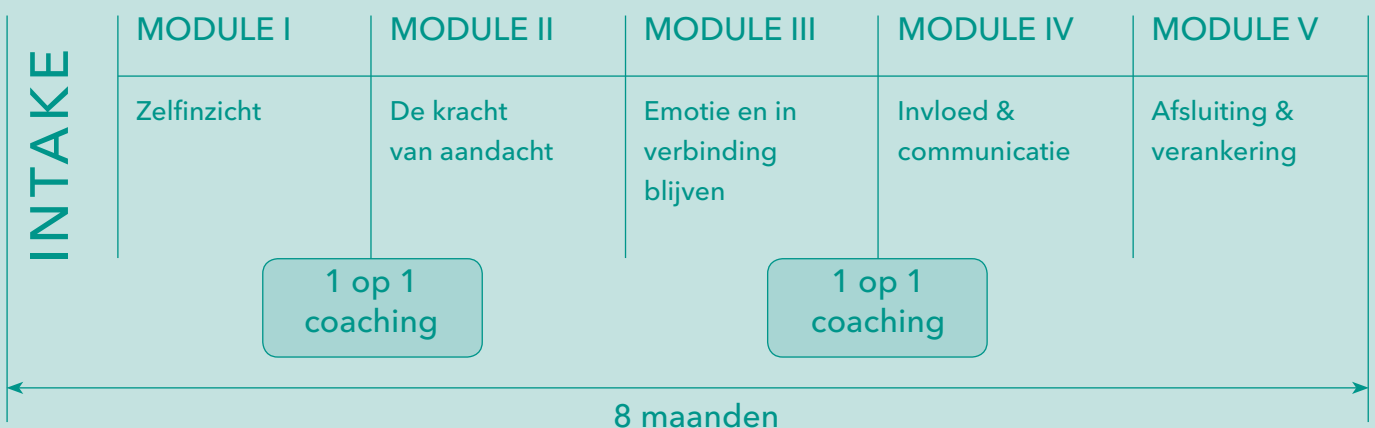 INTAKE
MODULE I
Zelfinzicht
MODULE II
De kracht
van aandacht
MODULE III
Emotie en in
verbinding
blijven
MODULE IV
Invloed &
communicatie
MODULE V
Afsluiting &
verankering
1 op 1
coaching
1 op 1
coaching
8 maanden